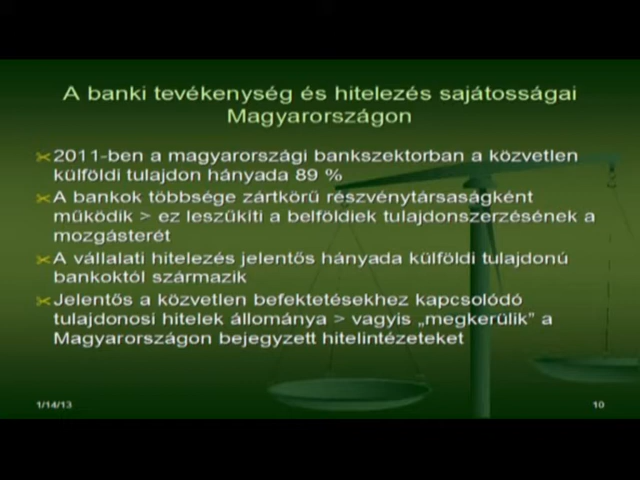 A banki tevékenység és hitelezés sajátosságai
Magyarországon
2011-ben a magyarországi bankszektorban a közvetlen
külföldi tulajdon hányada 89 %
A bankok többsége zártkörű részvénytársaságként
működik > ez leszűkíti a belföldiek tulajdonszerzésének a
mozgásterét
A vállalati hitelezés jelentős hányada külföldi tulajdonú
bankoktól származik
Jelentős a közvetlen befektetésekhez kapcsolódó
tulajdonosi hitelek állománya > vagyis „megkerülik” a
Magyarországon bejegyzett hitelintézeteket
1/14/13
10